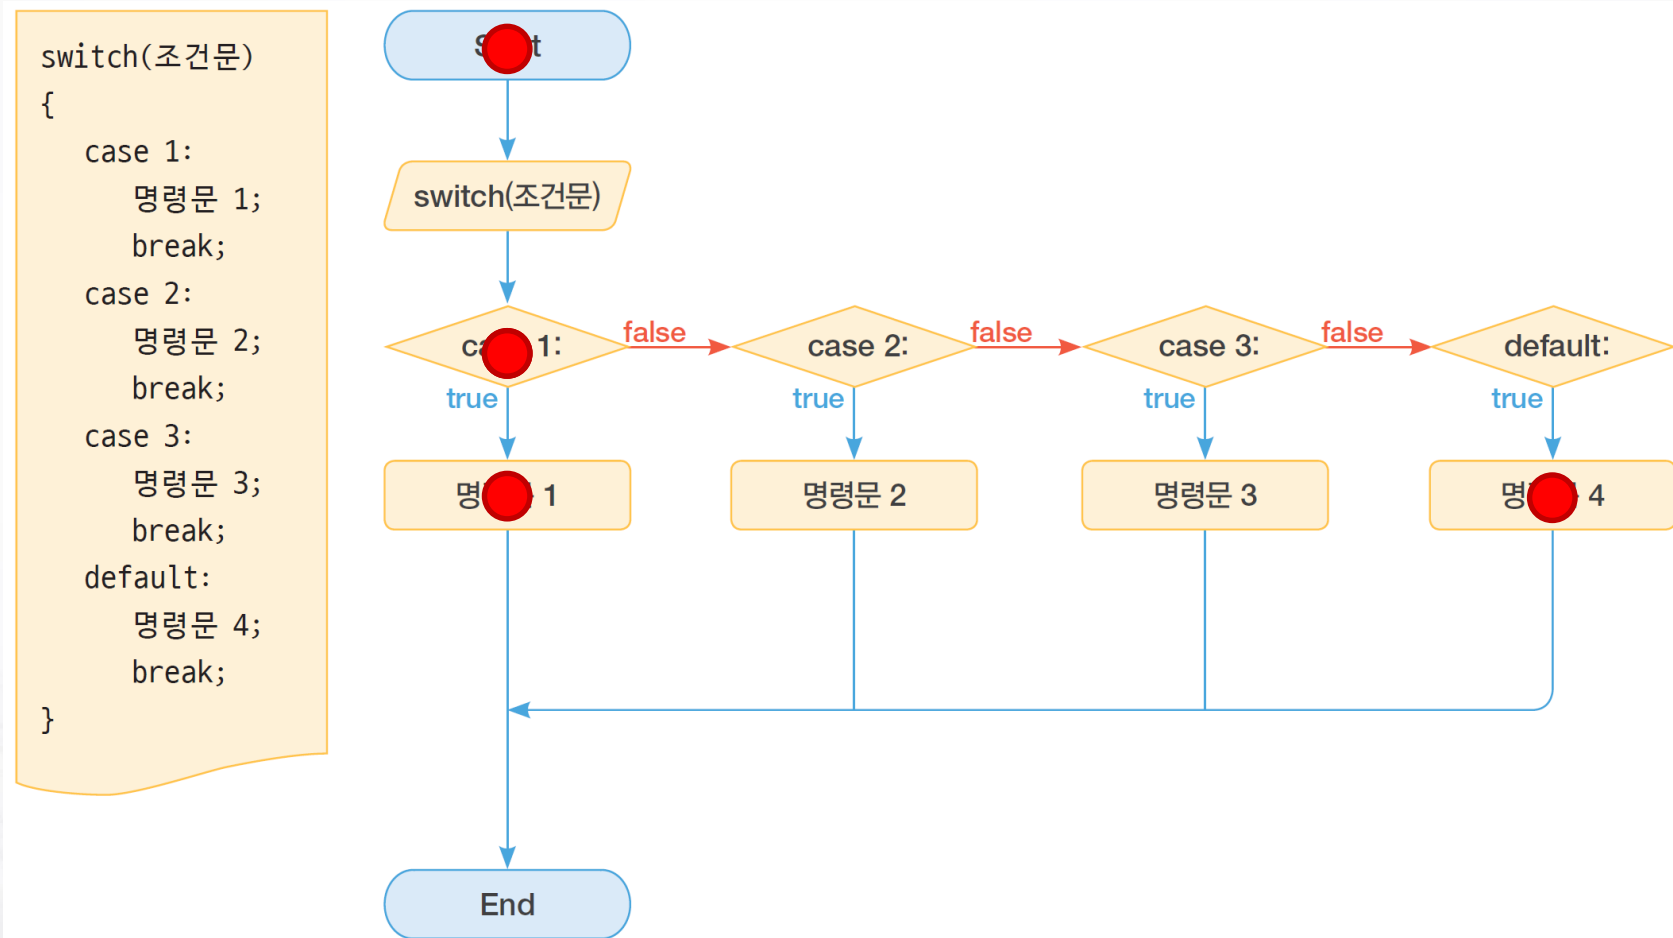 switch(조건문)
{
case 1:
명령문 1;
break;
case 2:
명령문 2;
break;
case 3:
명령문 3;
break;
default:
명령문 4;
break;
}
switch(조건문)
1:
false
case 2:
false
case 3:
false
default:
true
true
true
true
1
명령문 2
명령문 3
4
End